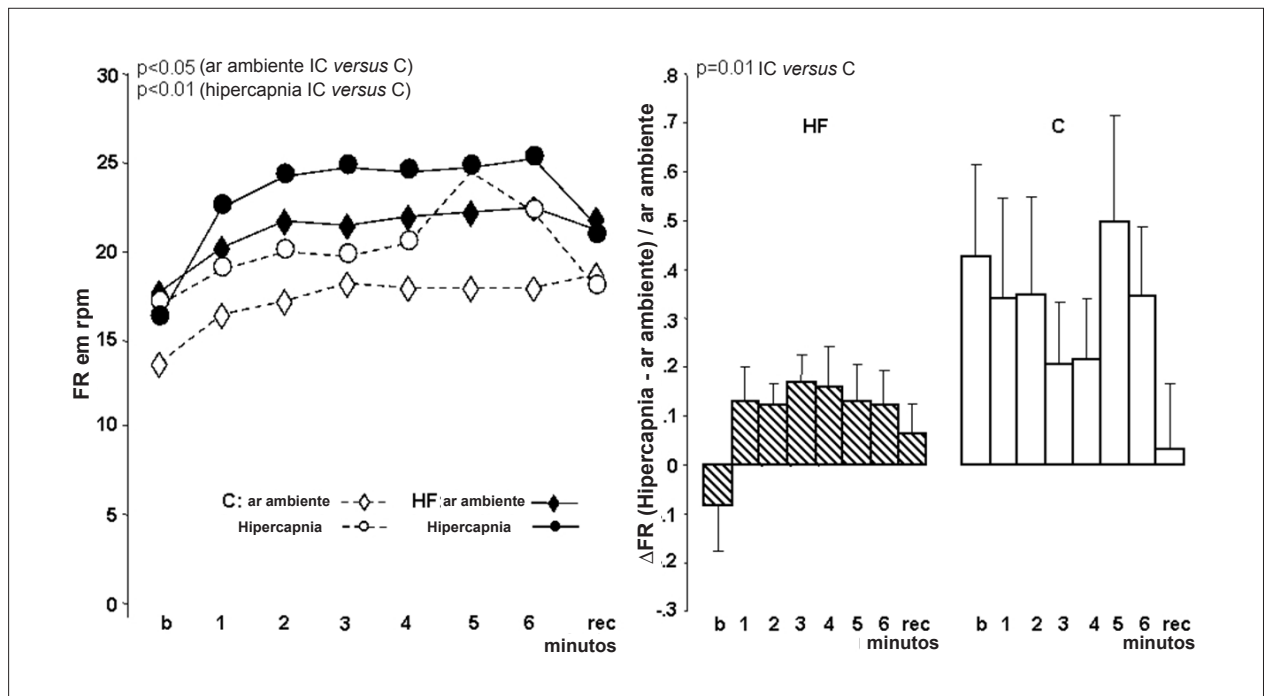 p<0.05 (ar ambiente IC versus C)
p<0.01 (hipercapnia IC versus C)
FR em rpm
30
25
20
15
10
5
0
C: ar ambiente
Hipercapnia
HF: ar ambiente
Hipercapnia
b 1 2 3 4 5 6 rec
minutos
p=0.01 IC versus C
ΔFR (Hipercapnia - ar ambiente) / ar ambiente
.8
.7
.6
.5
.4
.3
.2
.1
0
.1
.2
-.3
HF
C
b 1 2 3 4 5 6 rec
minutos
b 1 2 3 4 5 6 rec
minutos